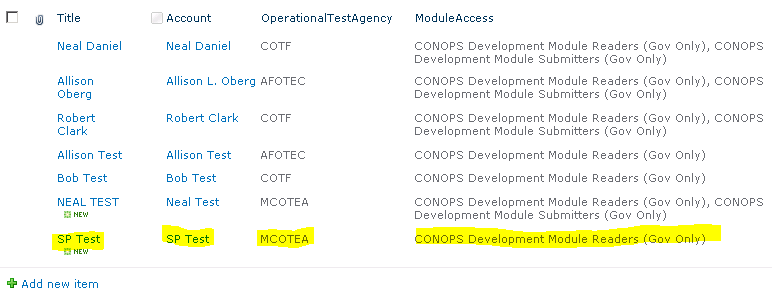 Title Account OperationalTestAgency ModuleAccess
Neal Daniel Neal Daniel COTF CONOPS Development Module Readers (Gov Only), CONOPS
Development Module Submitters (Gov Only)
Allison Allison L. Oberg AFOTEC CONOPS Development Module Readers (Gov Only), CONOPS
Oberg Development Module Submitters (Gov Only)
Robert Robert Clark COTF CONOPS Development Module Readers (Gov Only), CONOPS
Clark Development Module Submitters (Gov Only)
Allison Test Allison Test AFOTEC CONOPS Development Module Readers (Gov Only)
Bob Test Bob Test COTF CONOPS Development Module Readers (Gov Only)
NEAL TEST Neal Test MCOTEA CONOPS Development Module Readers (Gov Only), CONOPS
NEW Development Module Submitters (Gov Only)
SP Test SP Test MCOTEA CONOPS Development Module Readers (Gov Only)
NEW
Add new item